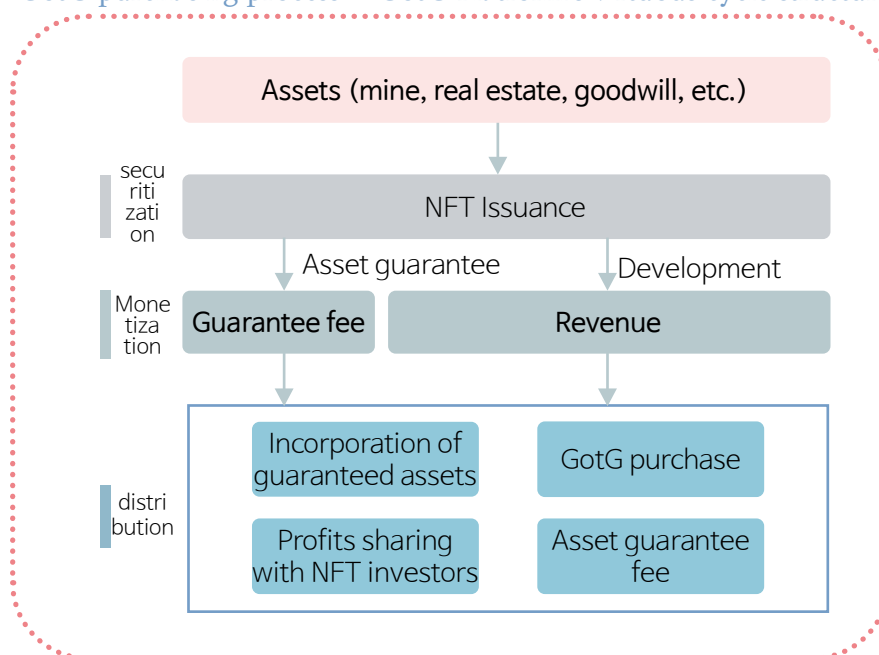 Assets (mine, real estate, goodwill, etc.)
secu
riti
zati
on
NFT Issuance
Asset guarantee
Development
Mone
tiza
tion
Guarantee fee
Revenue
Incorporation of
guaranteed assets
GotG purchase
distri
bution
Profits sharing
with NFT investors
Asset guarantee
fee